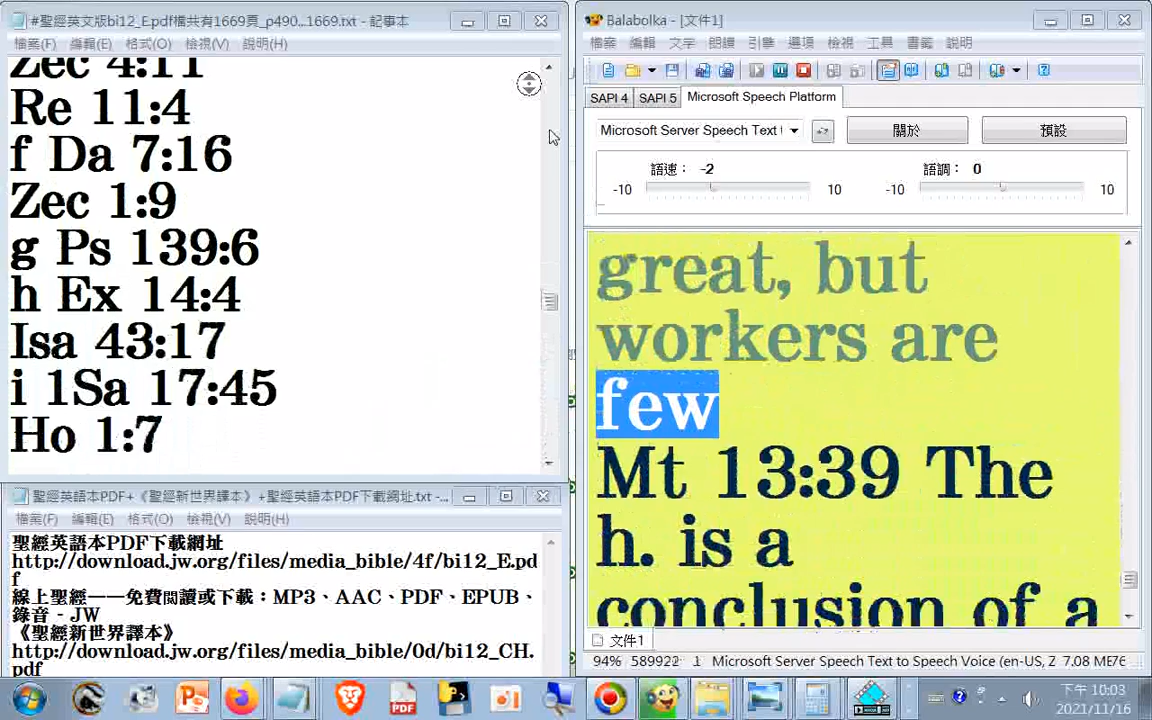 #聖經英文版bi12_E.pdf檔共有1669頁_p490...1669.txt - 記事本
檔案(F) 編輯(E) 格式(O) 檢視(V) 說明(H)
Zec 4:11
Re 11:4
f Da 7:16
Zec 1:9
g Ps 139:6
h Ex 14:4
Isa 43:17
i 1Sa 17:45
Ho 1:7
聖經英語本PDF+《聖經新世界譯本》+聖經英語本PDF下載網址.txt - ...
檔案(F) 編輯(E) 格式(O) 檢視(V) 說明(H)
聖經英語本PDF下載網址
http://download.jw.org/files/media_bible/4f/bi12_E.pd
f
線上聖經——免費閱讀或下載：MP3、AAC、PDF、EPUB、
錄音 - JW
《聖經新世界譯本》
http://download.jw.org/files/media_bible/0d/bi12_CH.
pdf
Balabolka - [文件1]
檔案 編輯 文字 朗讀 引擎 選項 檢視 工具 書籤 說明
SAPI 4 SAPI 5 Microsoft Speech Platform
Microsoft Server Speech Text 關於 預設
語速： -2 語調： 0
-10 10 -10 10
great, but
workers are
few
Mt 13:39 The
h. is a
conclusion of a
文件1
94% 589922 1 Microsoft Server Speech Text to Speech Voice (en-US, Z 7.08 ME
下午 10:03
2021/11/16